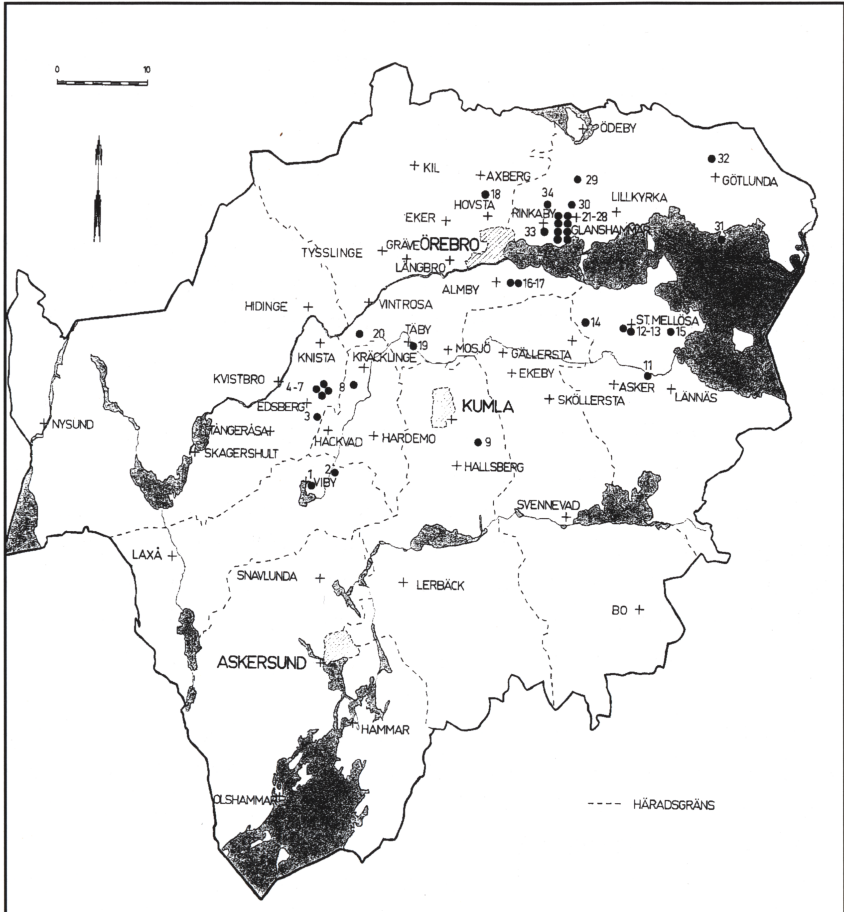 0 10
ÖDEBY
32
KIL
AXBERG
29
GÖTLUNDA
18
34
30
LILLKYRKA
HOVSTA
RINKABY
21-28
EKER
33
GLANSHAMMAR
31
GRÄVE
ÖREBRO
TYSSLINGE
LÅNGBRO
ALMBY
16-17
HIDINGE
VINTROSA
14
ST.MELLÖSA
20
TÄBY
12-13
15
KNISTA
19
MOSJÖ
GÄLLERSTA
KRÄCKLINGE
11
KVISTBRO
4-7
8
EKEBY
ASKER
LÄNNÄS
EDSBERG
KUMLA
SKÖLLERSTA
3
NYSUND
TÅNGERÅSA
HACKVAD
HARDEMO
9
SKAGERSHULT
2
HALLSBERG
1
VIBY
SVENNEVAD
LAXÅ
SNAVLUNDA
LERBÄCK
BO
ASKERSUND
HAMMAR
OLSHAMMAR
HÄRADSGRÄNS